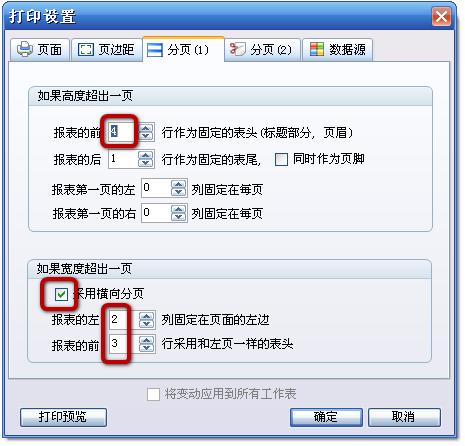 打印设置
页面 页边距 分页(1) 分页(2) 数据源
如果高度超出一页
报表的前 4 行作为固定的表头(标题部分，页眉)
报表的后 1 行作为固定的表尾， 同时作为页脚
报表第一页的左 0 列固定在每页
报表第一页的右 0 列固定在每页
如果宽度超出一页
采用横向分页
报表的左 2 列固定在页面的左边
报表的前 3 行采用和左页一样的表头
将变动应用到所有工作表
打印预览 确定 取消